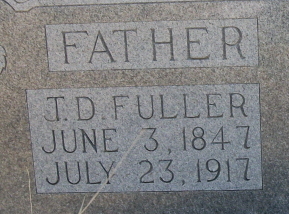 FATHER
J.D. FULLER
JUNE 3, 1847
JULY 23, 1917